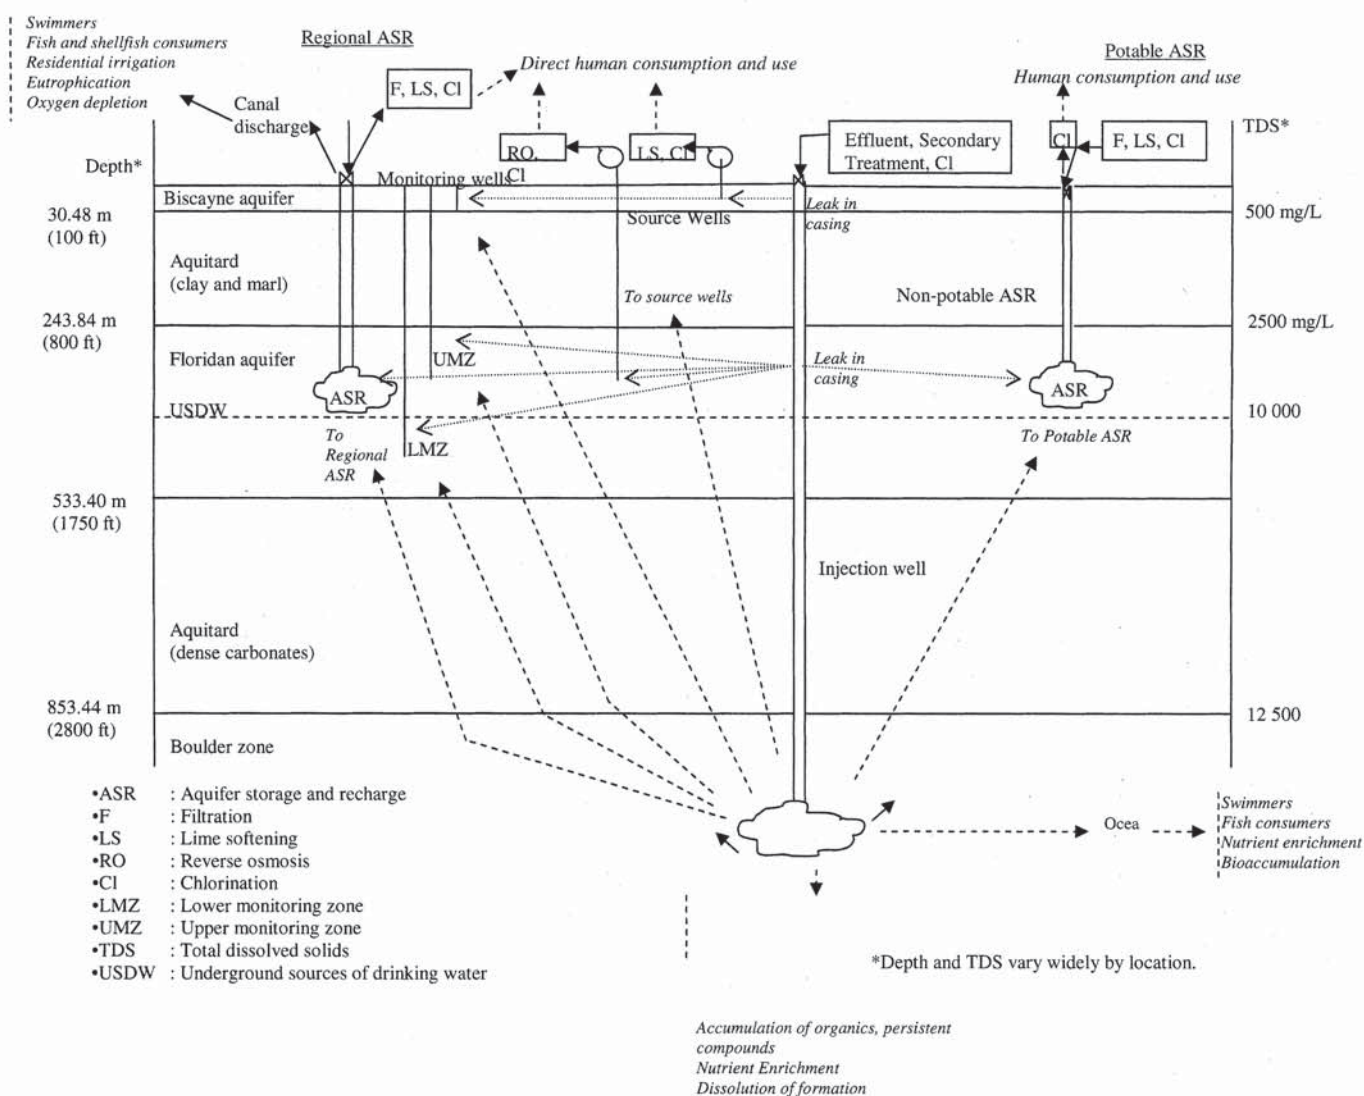 Swimmers
Fish and shellfish consumers
Residential irrigation
Eutrophication
Oxygen depletion
Regional ASR
Potable ASR
Direct human consumption and use
Human consumption and use
F, LS, Cl
Canal
discharge
RO,
Cl
LS, Cl
Effluent, Secondary
Treatment, Cl
Cl
F, LS, Cl
TDS*
Depth*
Monitoring wells
Biscayne aquifer
Leak in
casing
30.48 m
(100 ft)
Source Wells
500 mg/L
Aquitard
(clay and marl)
To source wells
Non-potable ASR
243.84 m
(800 ft)
2500 mg/L
Floridan aquifer
UMZ
Leak in
casing
ASR
ASR
USDW
10 000
To
Regional
ASR
LMZ
To Potable ASR
533.40 m
(1750 ft)
Injection well
Aquitard
(dense carbonates)
853.44 m
(2800 ft)
12 500
Boulder zone
•ASR : Aquifer storage and recharge
•F : Filtration
•LS : Lime softening
•RO : Reverse osmosis
•Cl : Chlorination
•LMZ : Lower monitoring zone
•UMZ : Upper monitoring zone
•TDS : Total dissolved solids
•USDW : Underground sources of drinking water
Ocea
Swimmers
Fish consumers
Nutrient enrichment
Bioaccumulation
*Depth and TDS vary widely by location.
Accumulation of organics, persistent
compounds
Nutrient Enrichment
Dissolution of formation